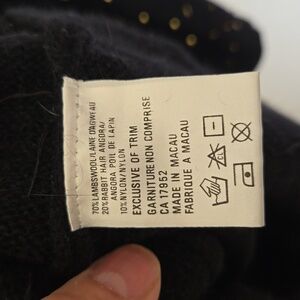 70% LAMBSWOOL/LAINE D'AGNEAU
20% RABBIT HAIR ANGORA/
ANGORA POIL DE LAPIN
10% NYLON/NYLON
EXCLUSIVE OF TRIM
GARNITURE NON COMPRISE
CA 17952
MADE IN MACAU
FABRIQUE A MACAU